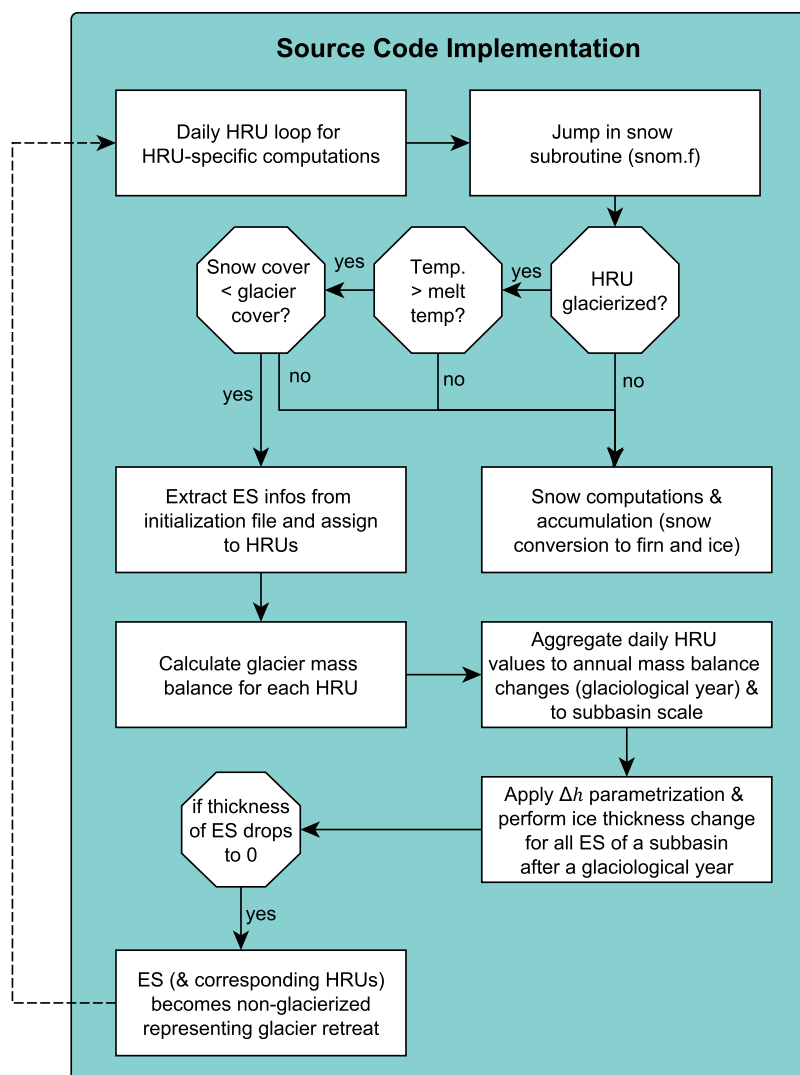 Source Code Implementation
Daily HRU loop for
HRU-specific computations
Jump in snow
subroutine (snom.f)
Snow cover
< glacier
cover?
yes
Temp.
> melt
temp?
yes
HRU
glacierized?
yes
no
no
no
Extract ES infos from
initialization file and assign
to HRUs
Snow computations &
accumulation (snow
conversion to firn and ice)
Calculate glacier mass
balance for each HRU
Aggregate daily HRU
values to annual mass balance
changes (glaciological year) &
to subbasin scale
if thickness
of ES drops
to 0
Apply Δh parametrization &
perform ice thickness change
for all ES of a subbasin
after a glaciological year
yes
ES (& corresponding HRUs)
becomes non-glacierized
representing glacier retreat